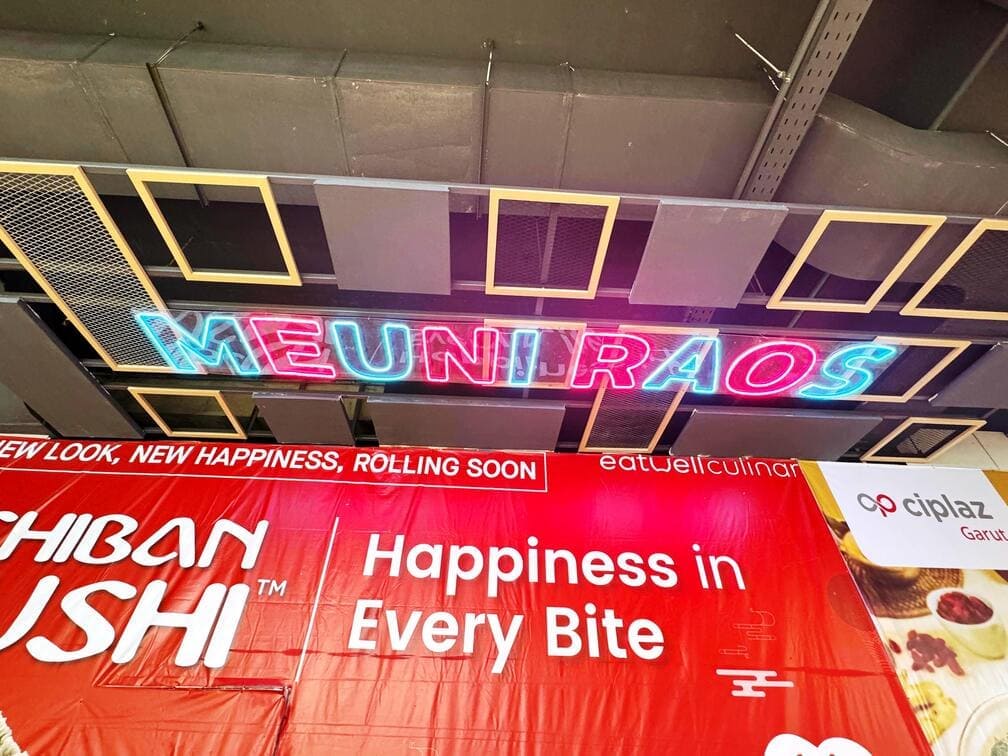 MEUNI RAOS
EW LOOK, NEW HAPPINESS, ROLLING SOON
eatwellculinar
CHIBAN
USHI™
Happiness in
Every Bite
ciplaz
Garut